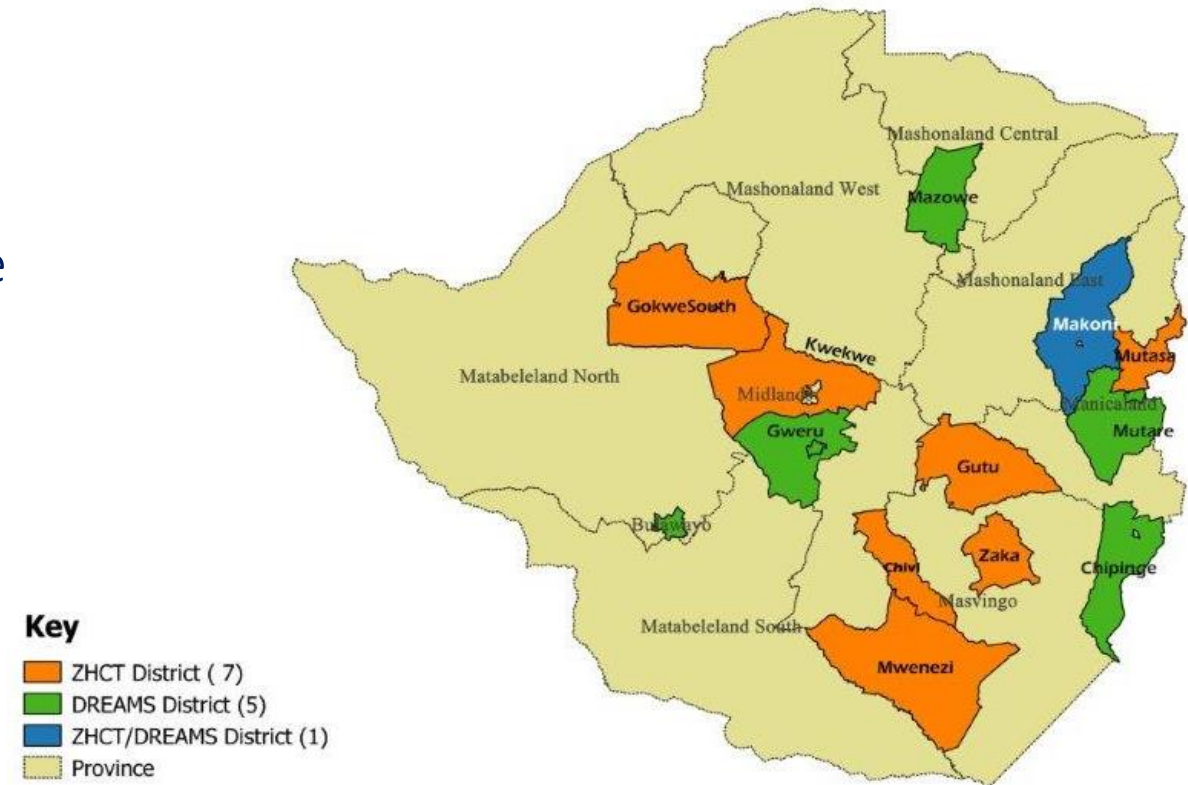 Mashonaland Central
Mashonaland West
Mazowe
e
Mashonaland East
GokweSouth
Makoni
Kwekwe
Mutasa
Matabeleland North
Midlands
Manicaland
Gweru
Mutare
Gutu
Bulawayo
Zaka
Chivi
Chipinge
Masvingo
Matabeleland South
Mwenezi
Key
ZHCT District ( 7)
DREAMS District (5)
ZHCT/DREAMS District (1)
Province